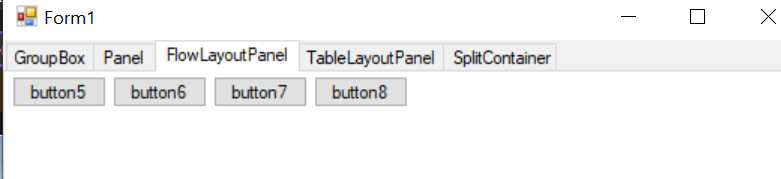 Form1
GroupBox Panel FlowLayoutPanel TableLayoutPanel SplitContainer
button5 button6 button7 button8